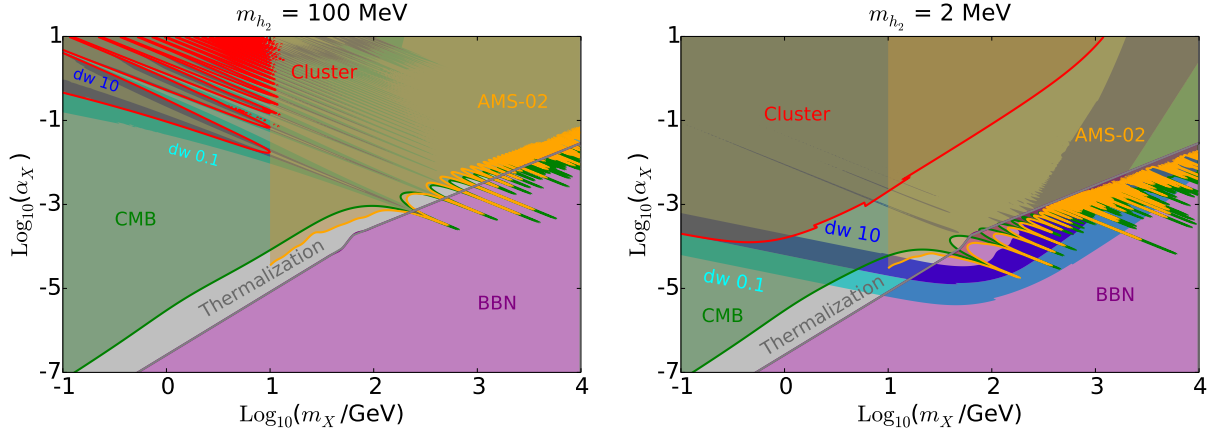 m_{h_2} = 100 MeV
Log_{10}(α_X)
1
-1
-3
-5
-7
-1
0
1
2
3
4
Log_{10}(m_X/GeV)
dw 10
Cluster
AMS-02
dw 0.1
CMB
Thermalization
BBN
m_{h_2} = 2 MeV
Log_{10}(α_X)
1
-1
-3
-5
-7
-1
0
1
2
3
4
Log_{10}(m_X/GeV)
Cluster
AMS-02
dw 10
dw 0.1
CMB
Thermalization
BBN